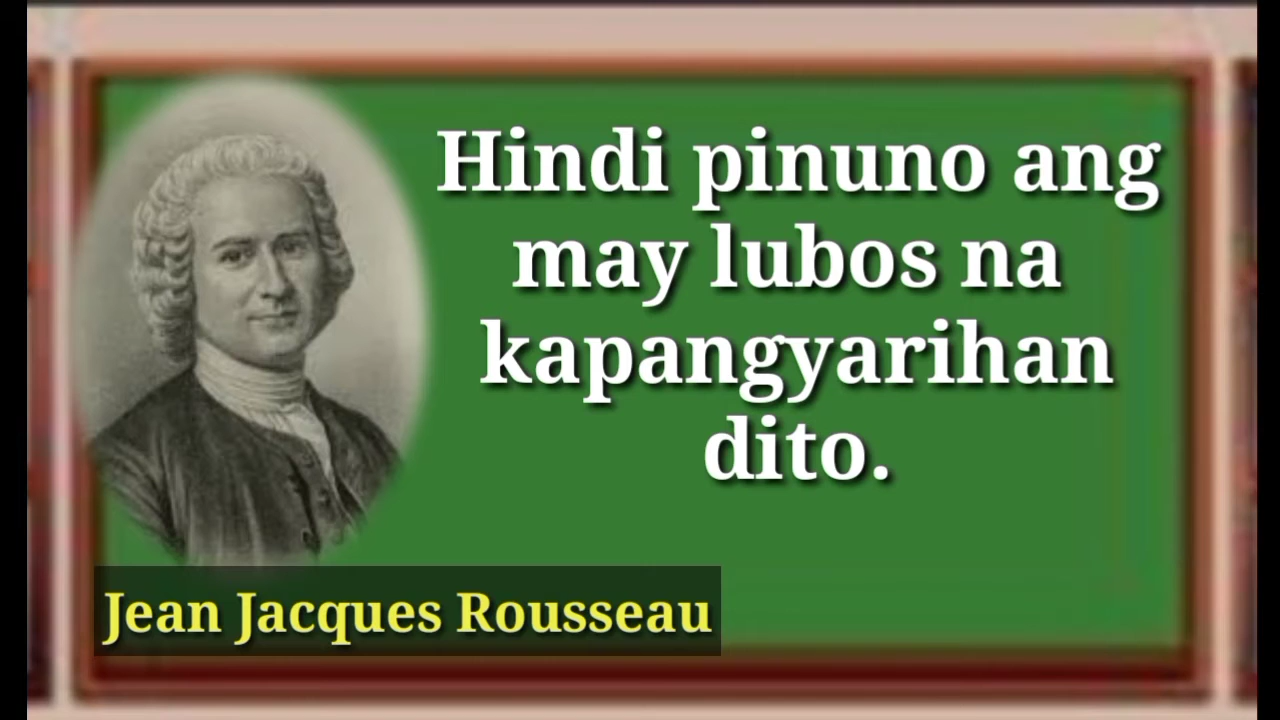 Hindi pinuno ang
may lubos na
kapangyarihan
dito.
Jean Jacques Rousseau